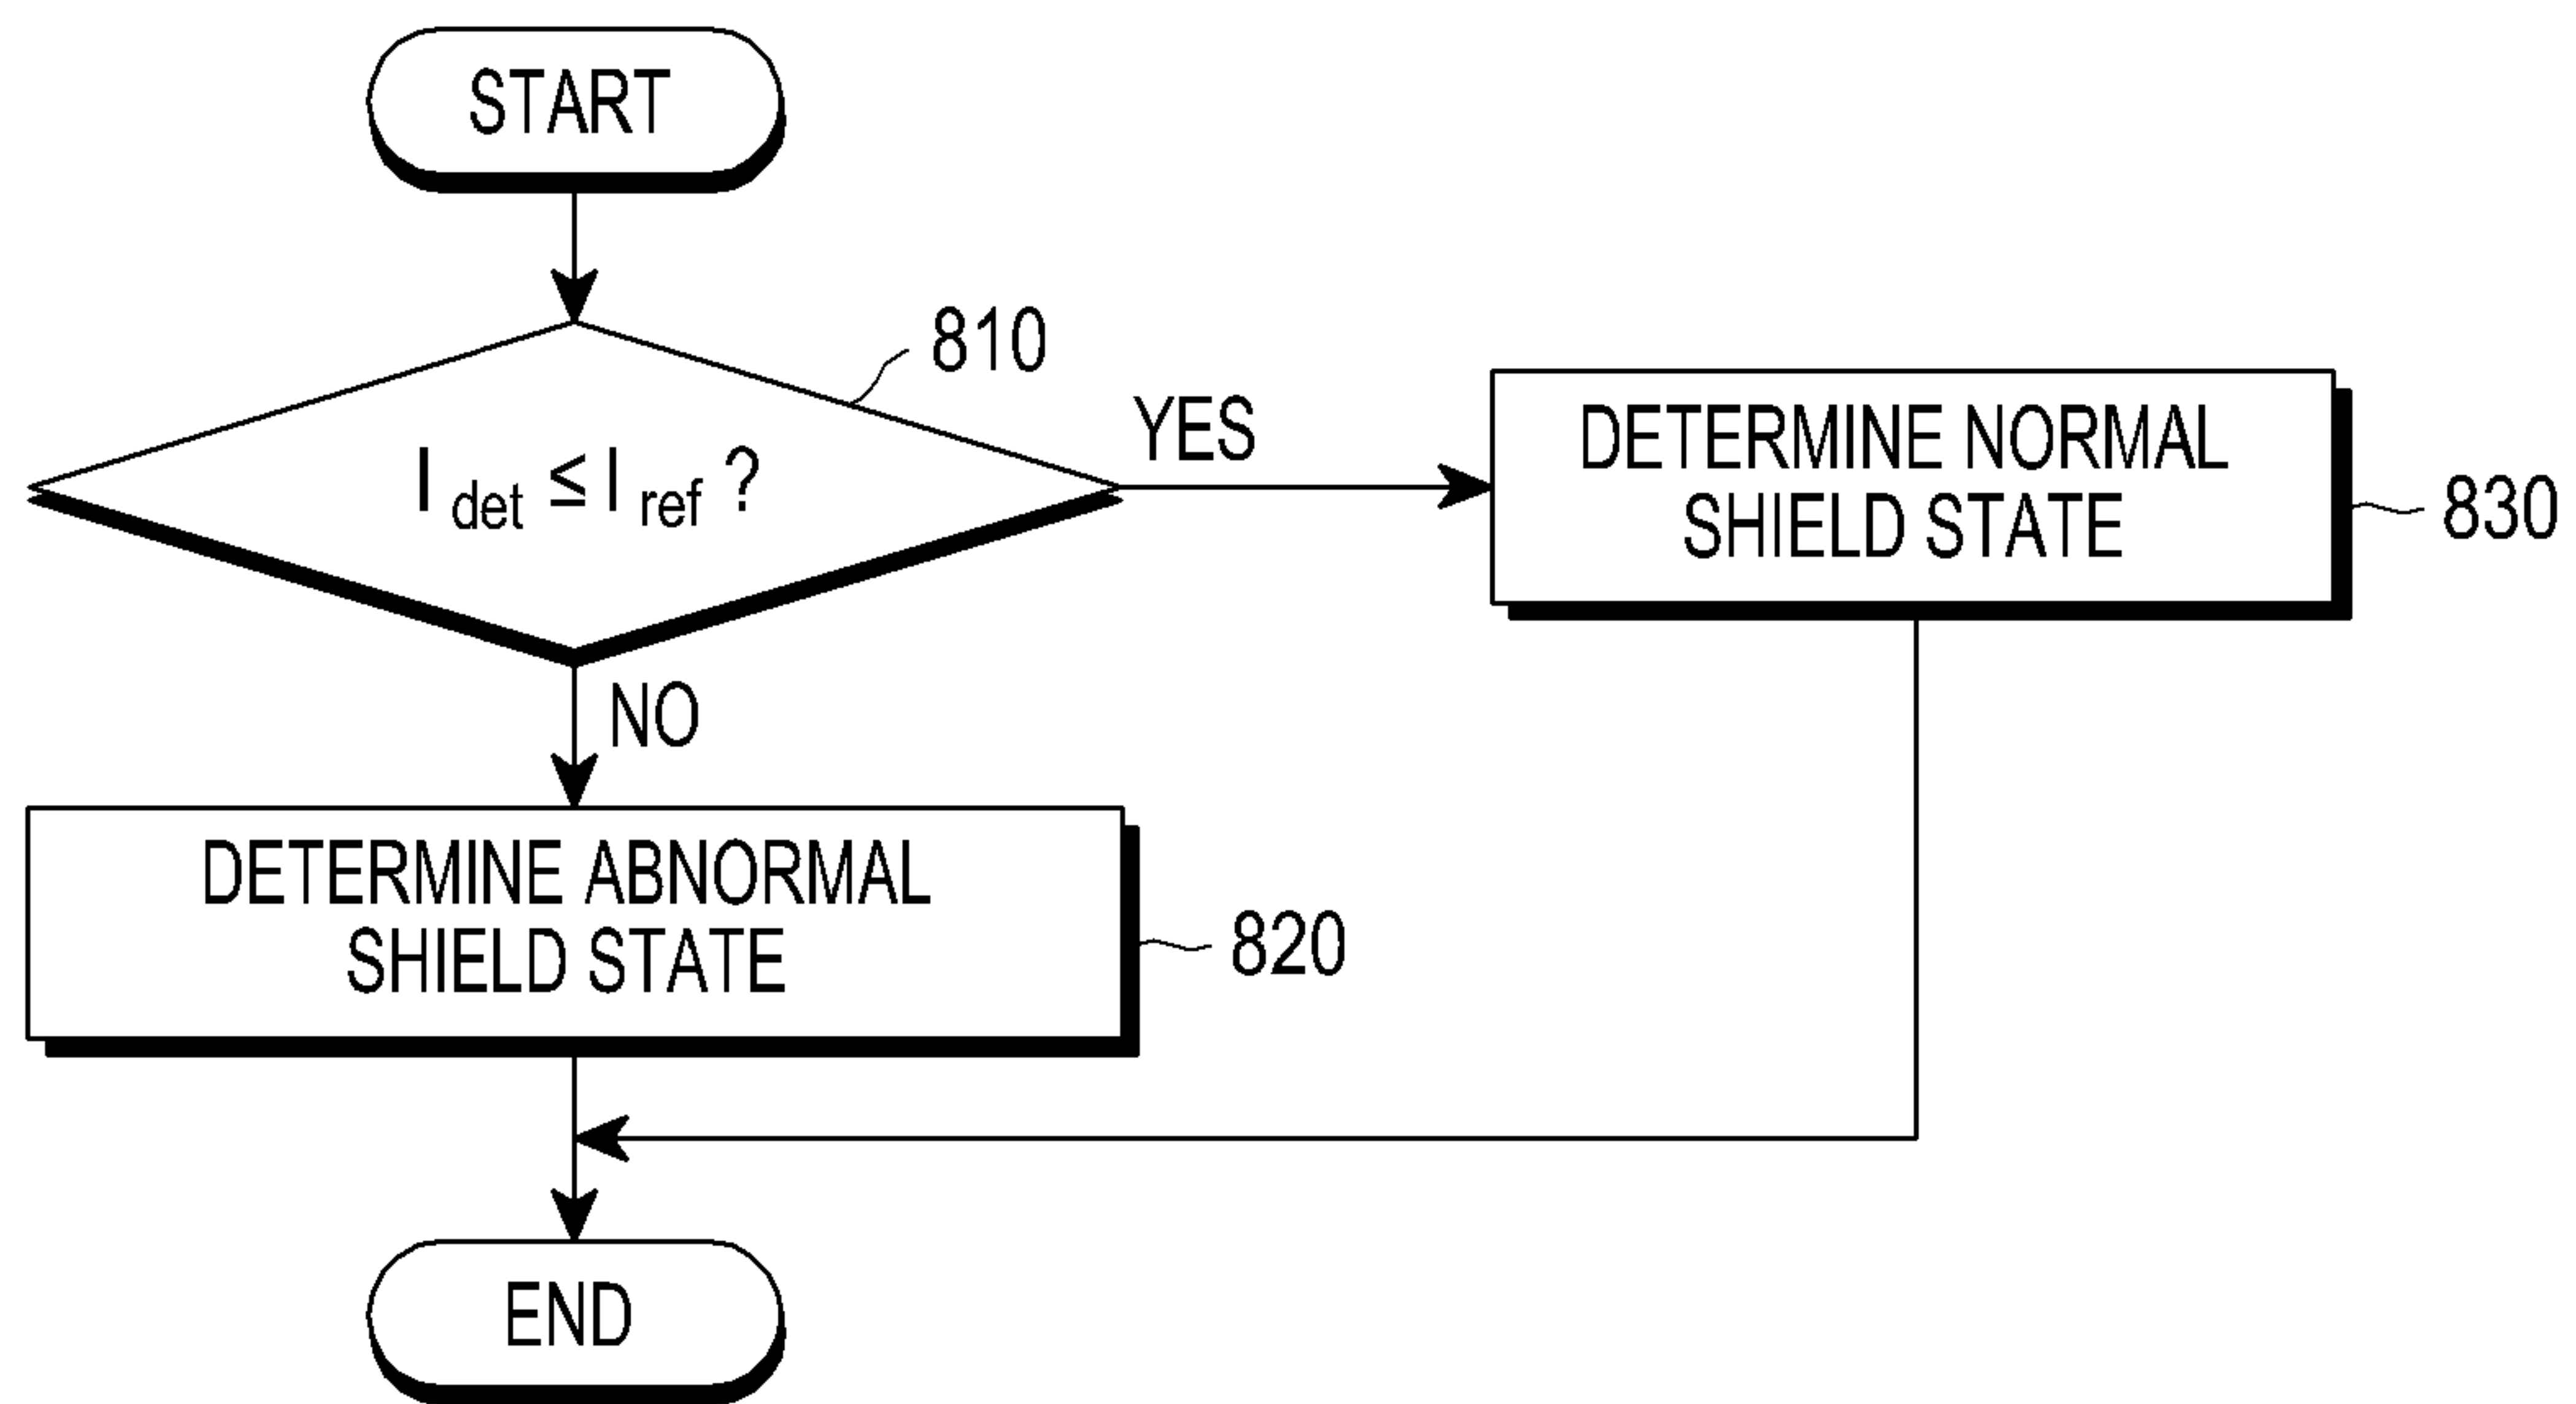 START
810
I det ≤ I ref ?
YES
DETERMINE NORMAL
SHIELD STATE
830
NO
DETERMINE ABNORMAL
SHIELD STATE
820
END